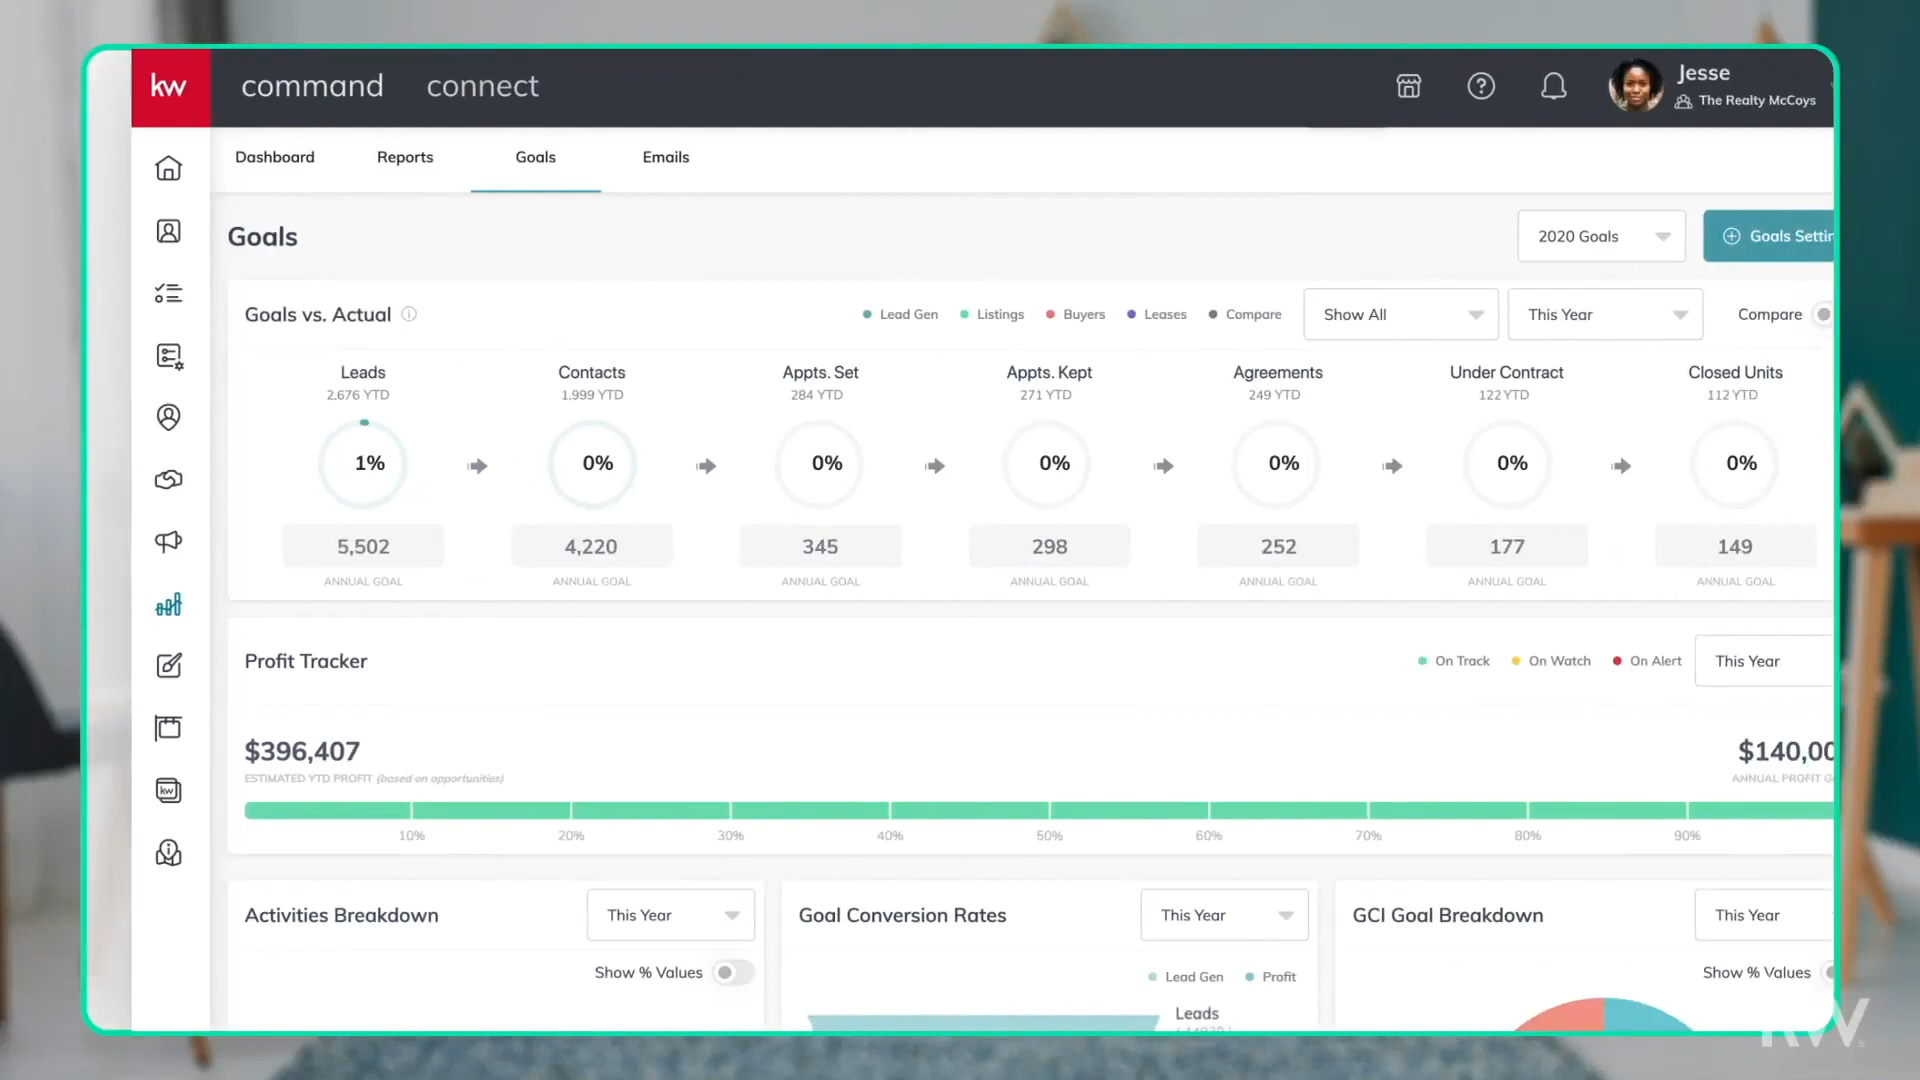 kw command connect
Jesse
The Realty McCoys
Dashboard Reports Goals Emails
Goals
2020 Goals
Goals Settin
Goals vs. Actual
Lead Gen Listings Buyers Leases Compare
Show All
This Year
Compare
Leads Contacts Appts. Set Appts. Kept Agreements Under Contract Closed Units
2,676 YTD 1,999 YTD 284 YTD 271 YTD 249 YTD 122 YTD 112 YTD
1% 0% 0% 0% 0% 0% 0%
5,502 4,220 345 298 252 177 149
ANNUAL GOAL ANNUAL GOAL ANNUAL GOAL ANNUAL GOAL ANNUAL GOAL ANNUAL GOAL ANNUAL GOAL
Profit Tracker
On Track On Watch On Alert
This Year
$396,407
$140,00
ESTIMATED YTD PROFIT (based on opportunities)
ANNUAL PROFIT G
10% 20% 30% 40% 50% 60% 70% 80% 90%
Activities Breakdown
This Year
Show % Values
Goal Conversion Rates
This Year
Lead Gen Profit
Leads
GCI Goal Breakdown
This Year
Show % Values
kw